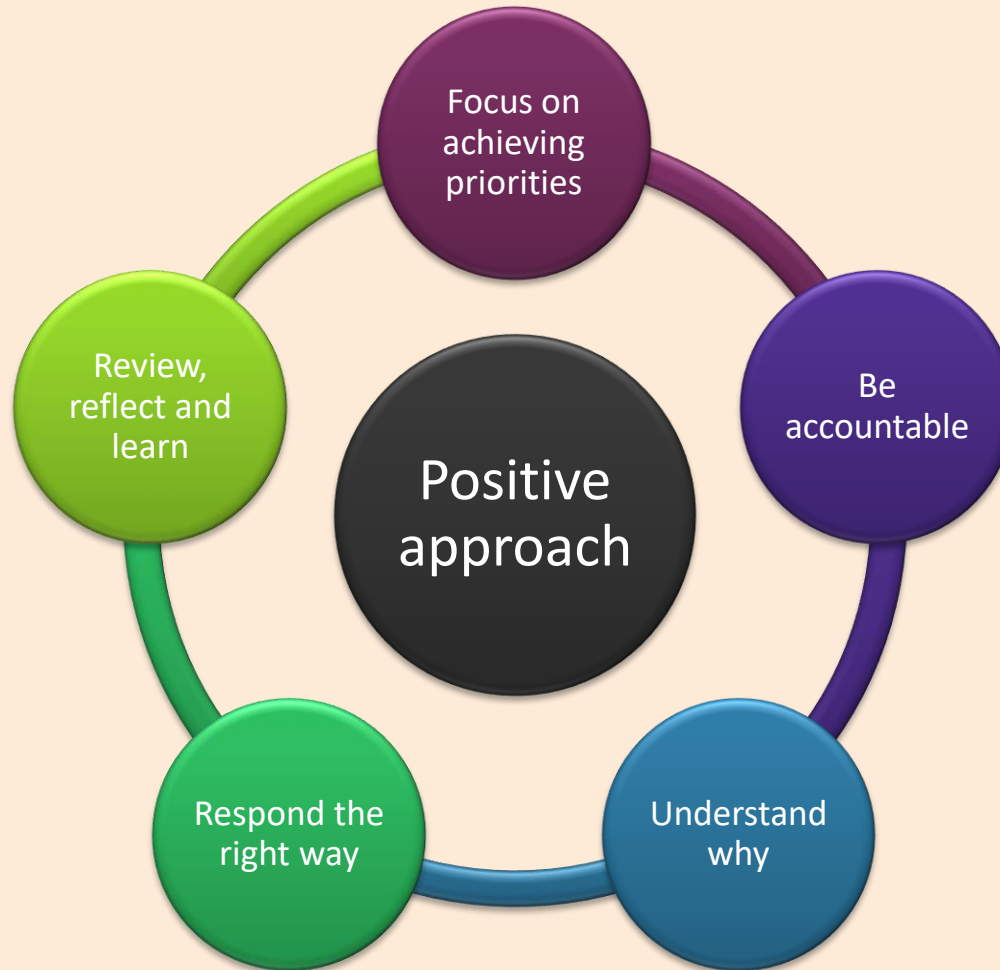 Focus on
achieving
priorities
Be
accountable
Understand
why
Respond the
right way
Review,
reflect and
learn
Positive
approach